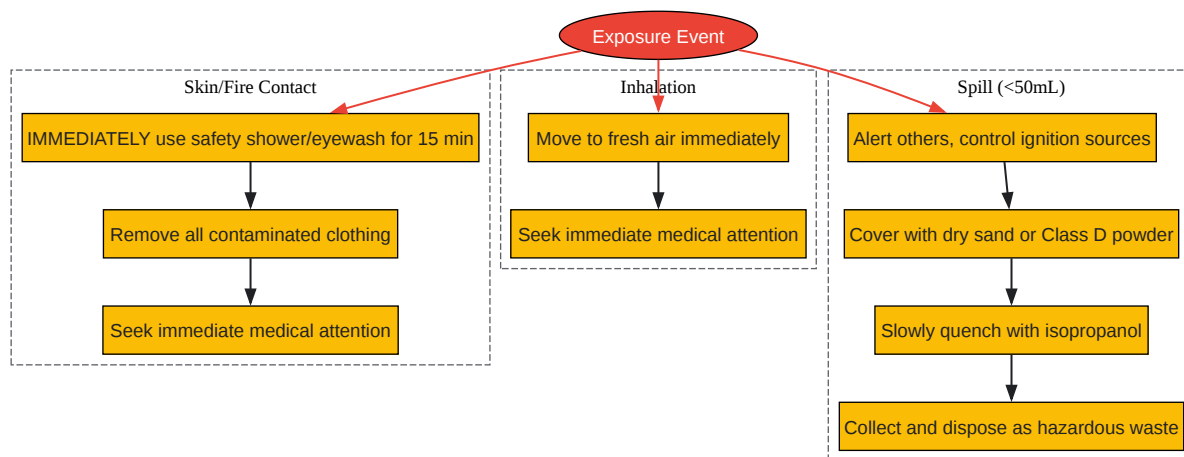 Exposure Event
Skin/Fire Contact
IMMEDIATELY use safety shower/eyewash for 15 min
Remove all contaminated clothing
Seek immediate medical attention
Inhalation
Move to fresh air immediately
Seek immediate medical attention
Spill (<50mL)
Alert others, control ignition sources
Cover with dry sand or Class D powder
Slowly quench with isopropanol
Collect and dispose as hazardous waste